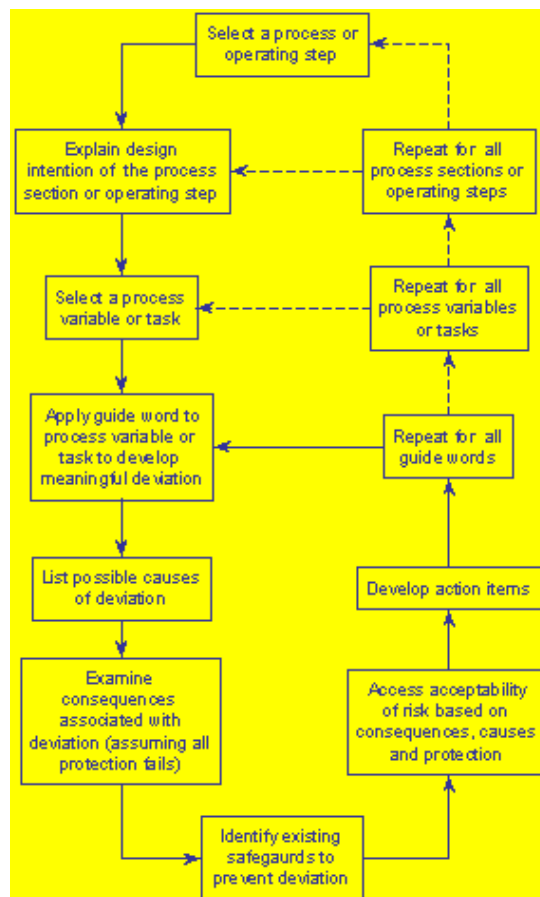 Select a process or
operating step
Explain design
intention of the process
section or operating step
Repeat for all
process sections or
operating steps
Select a process
variable or task
Repeat for all
process variables
or tasks
Apply guide word to
process variable or
task to develop
meaningful deviation
Repeat for all
guide words
List possible causes
of deviation
Develop action items
Examine
consequences
associated with
deviation (assuming all
protection fails)
Access acceptability
of risk based on
consequences, causes
and protection
Identify existing
safegaurds to
prevent deviation